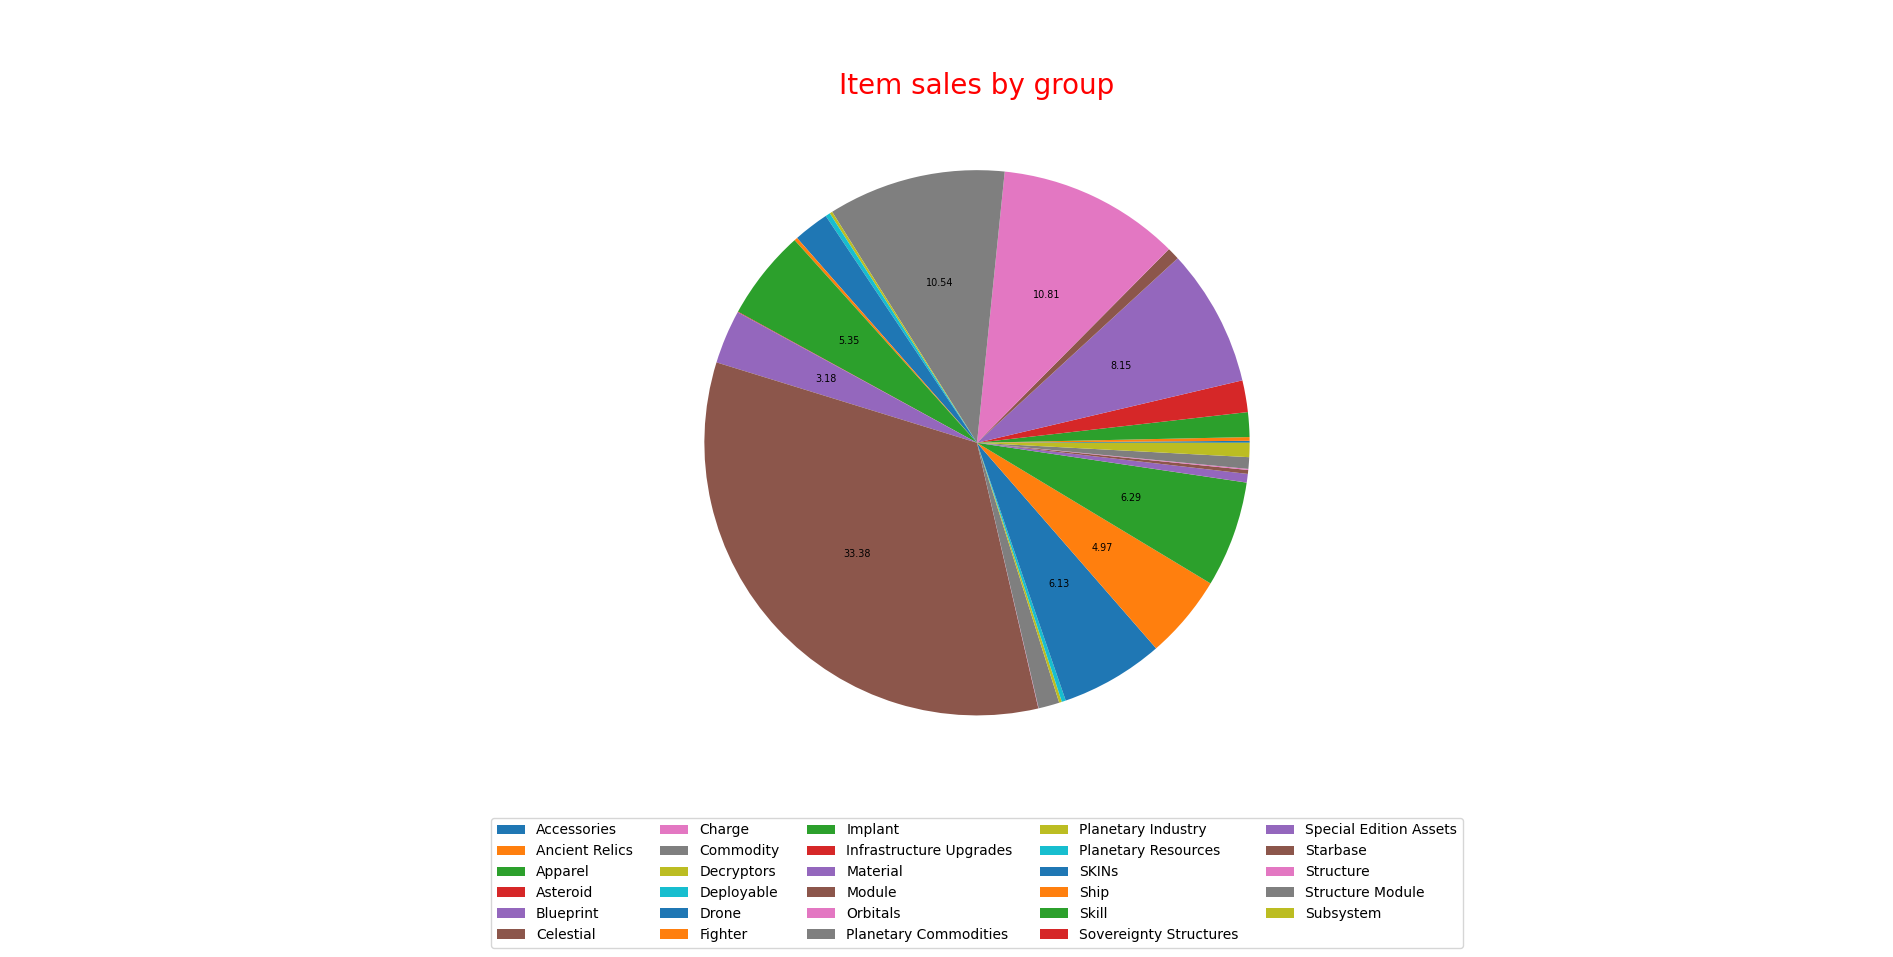 Item sales by group
10.54
10.81
8.15
5.35
3.18
6.29
4.97
6.13
33.38
Accessories
Ancient Relics
Apparel
Asteroid
Blueprint
Celestial
Charge
Commodity
Decryptors
Deployable
Drone
Fighter
Implant
Infrastructure Upgrades
Material
Module
Orbitals
Planetary Commodities
Planetary Industry
Planetary Resources
SKINs
Ship
Skill
Sovereignty Structures
Special Edition Assets
Starbase
Structure
Structure Module
Subsystem